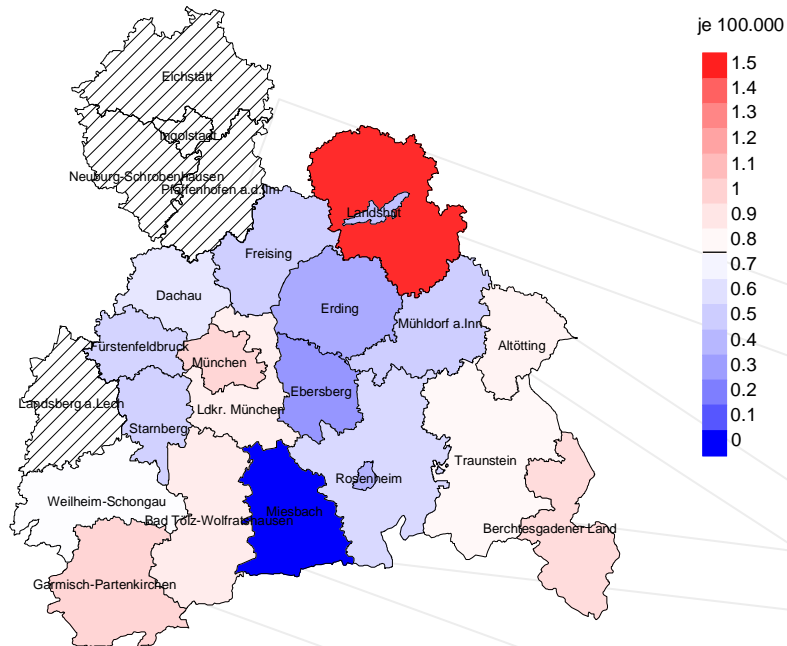 je 100.000
1.5
1.4
1.3
1.2
1.1
1
0.9
0.8
0.7
0.6
0.5
0.4
0.3
0.2
0.1
0
Eichstätt
Ingolstadt
Neuburg-Schrobenhausen
Pfaffenhofen a.d.Ilm
Landshut
Freising
Dachau
Erding
Mühldorf a.Inn
Fürstenfeldbruck
München
Altötting
Ebersberg
Landsberg a.Lech
Ldkr. München
Starnberg
Traunstein
Rosenheim
Weilheim-Schongau
Miesbach
Bad Tölz-Wolfratshausen
Berchtesgadener Land
Garmisch-Partenkirchen